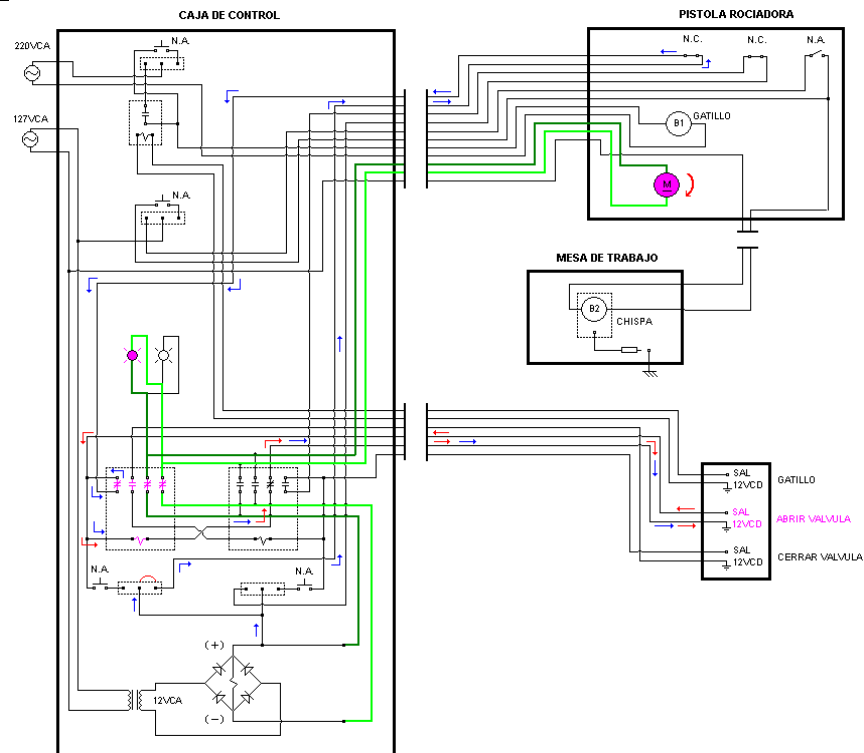 CAJA DE CONTROL
PISTOLA ROCIADORA
220VCA
N.A.
N.C.
N.C.
N.A.
127VCA
B1
GATILLO
M
N.A.
MESA DE TRABAJO
B2
CHISPA
SAL
12VCD
GATILLO
SAL
12VCD
ABRIR VALVULA
SAL
12VCD
CERRAR VALVULA
N.A.
N.A.
(+)
12VCA
(-)